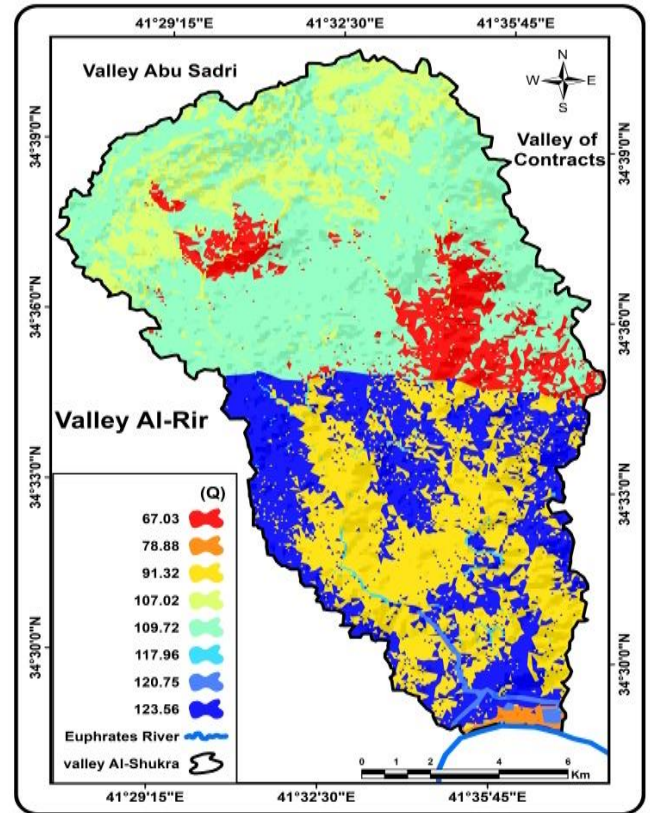 41°29'15"E 41°32'30"E 41°35'45"E
Valley Abu Sadri
N
W E
S
34°39'0"N
Valley of
Contracts
34°39'0"N
34°36'0"N
34°36'0"N
Valley Al-Rir
34°33'0"N
34°33'0"N
(Q)
67.03
78.88
91.32
107.02
109.72
117.96
120.75
123.56
34°30'0"N
34°30'0"N
Euphrates River
valley Al-Shukra
0 1 2 4 6
Km
41°29'15"E 41°32'30"E 41°35'45"E